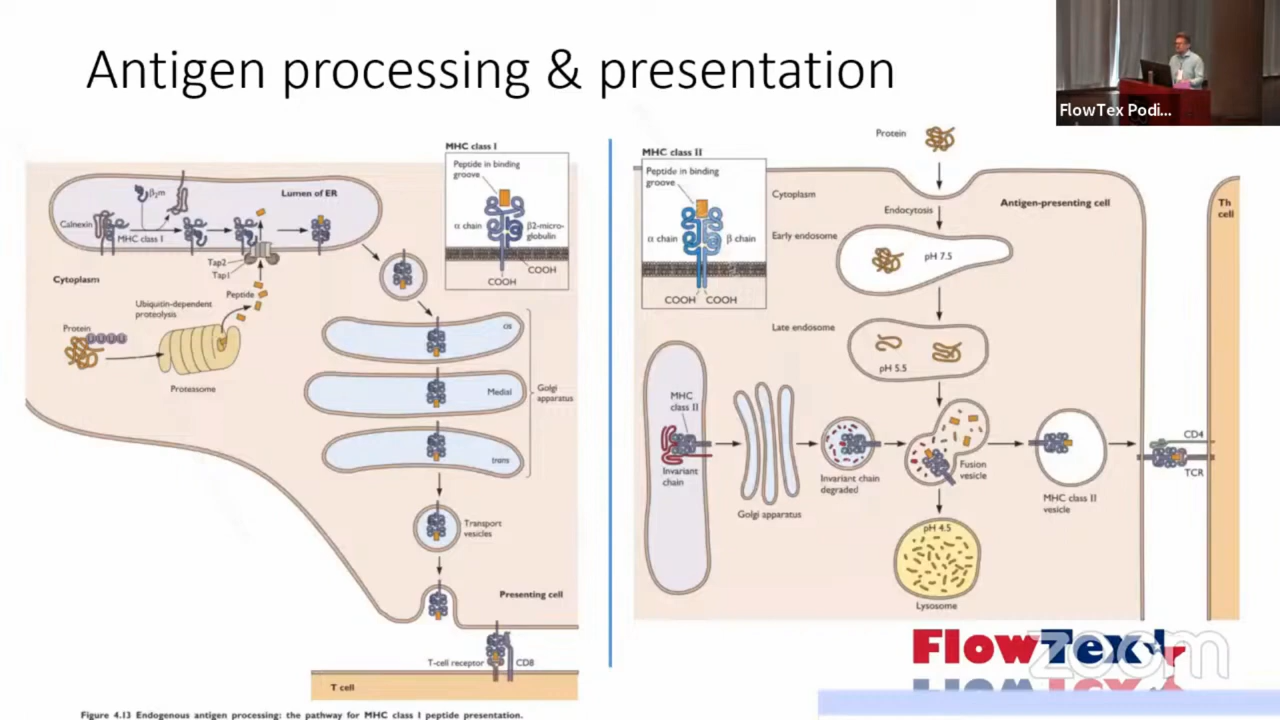 Antigen processing & presentation
FlowTex Podi...
MHC class I
Peptide in binding
groove
α chain
β2-micro-
globulin
COOH
COOH
Lumen of ER
β₂m
Calnexin
MHC class I
Tap2
Tap1
Cytoplasm
Peptide
Ubiquitin-dependent
proteolysis
Protein
Proteasome
cis
Medial
trans
Golgi
apparatus
Transport
vesicles
Presenting cell
T-cell receptor
CD8
T cell
Figure 4.13 Endogenous antigen processing: the pathway for MHC class I peptide presentation.
Protein
MHC class II
Peptide in binding
groove
α chain
β chain
COOH COOH
Cytoplasm
Endocytosis
Antigen-presenting cell
Th
cell
Early endosome
pH 7.5
Late endosome
pH 5.5
MHC
class II
Invariant
chain
Golgi apparatus
Invariant chain
degraded
Fusion
vesicle
MHC class II
vesicle
CD4
TCR
pH 4.5
Lysosome
FlowTex
zoom